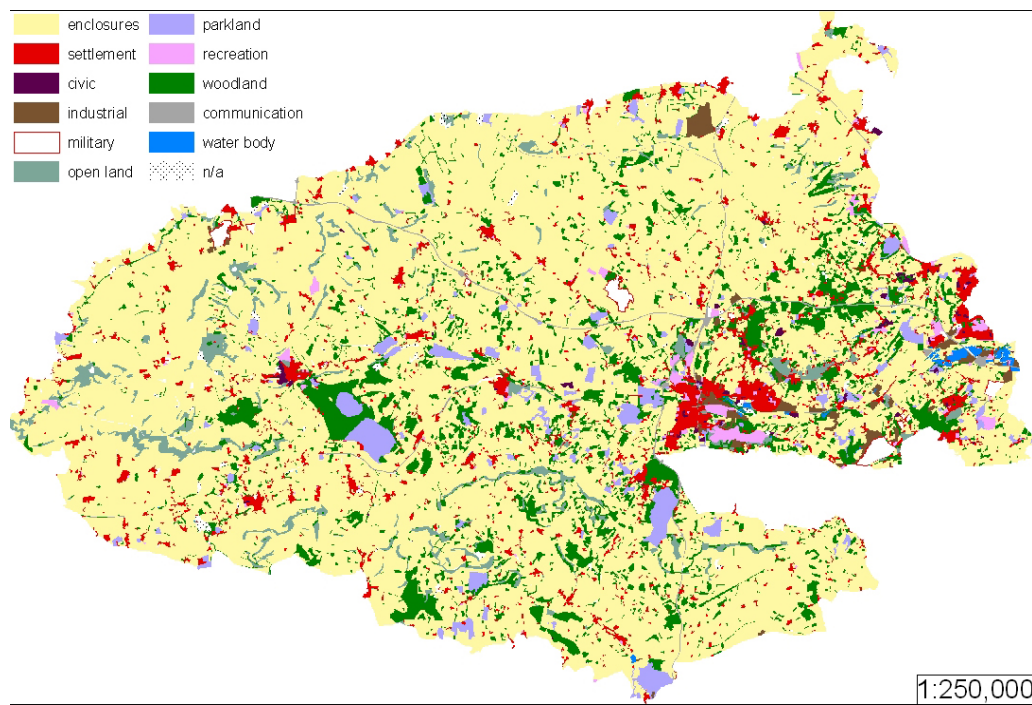 enclosures parkland
settlement recreation
civic woodland
industrial communication
military water body
open land n/a
1:250,000